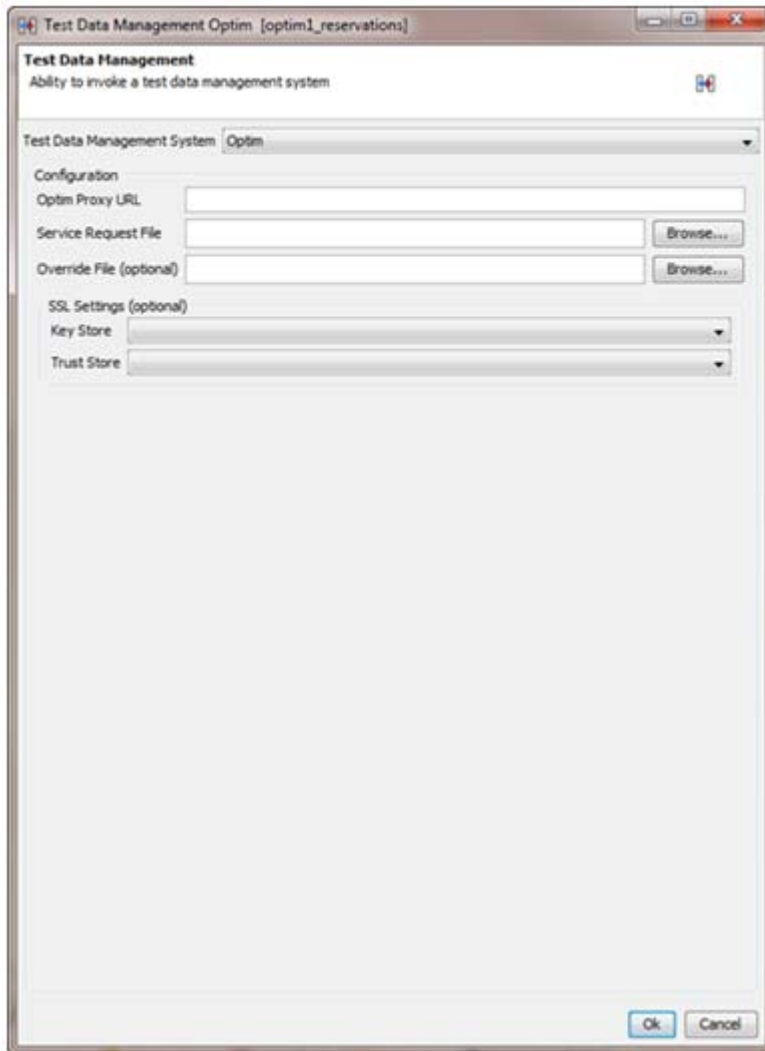 Test Data Management Optim [optim1_reservations]
Test Data Management
Ability to invoke a test data management system
Test Data Management System Optim
Configuration
Optim Proxy URL
Service Request File Browse...
Override File (optional) Browse...
SSL Settings (optional)
Key Store
Trust Store
Ok Cancel